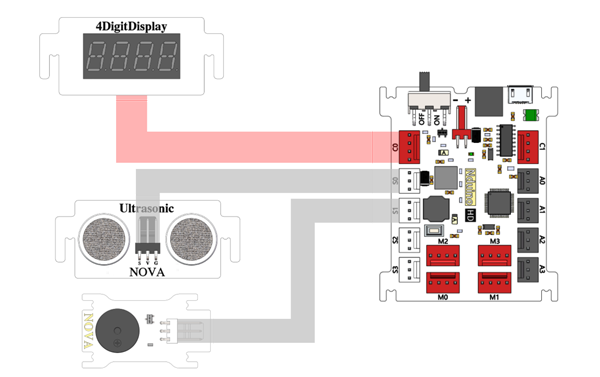 4DigitDisplay
OFF
ON
- +
C0
C1
S0
A0
S1
A1
HD
S2
A2
M2
M3
S3
A3
M0
M1
Ultrasonic
S V G
NOVA
NOVA